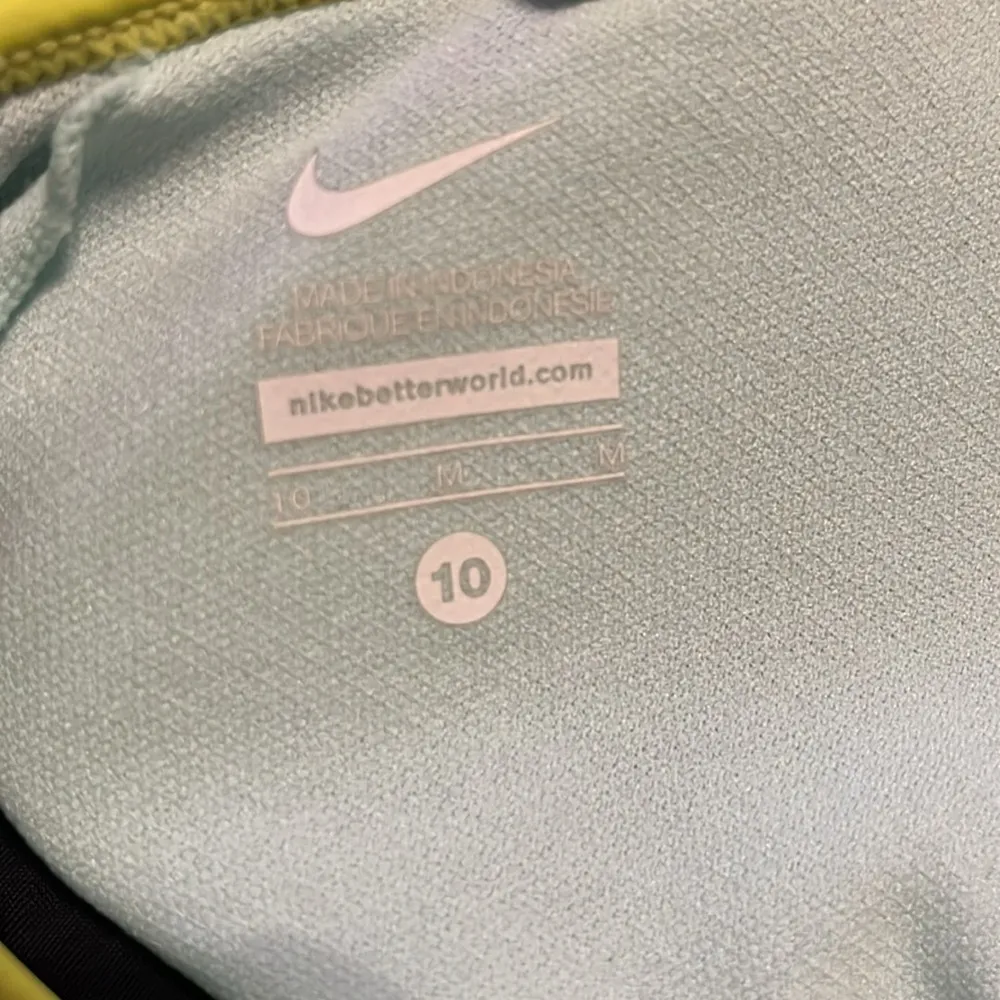 MADE IN INDONESIA
FABRIQUE EN INDONESIE
nikebetterworld.com
10 M M
10